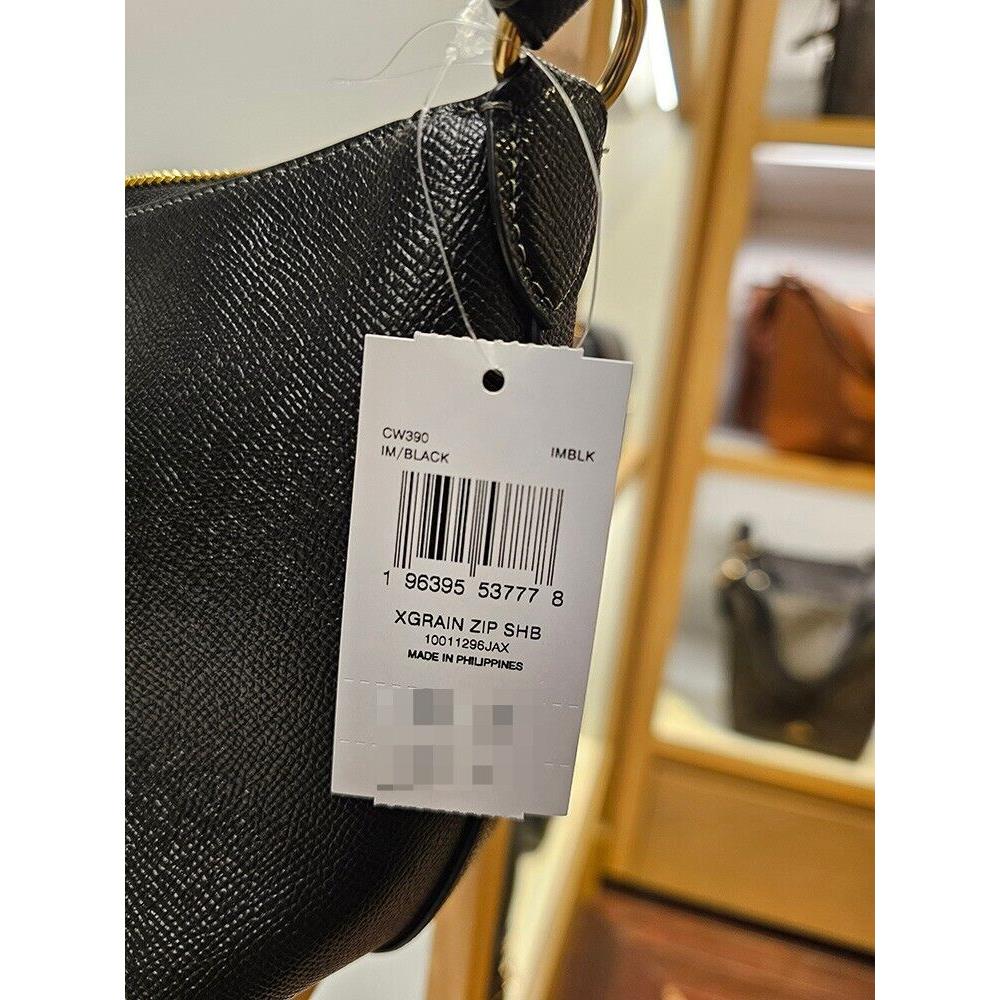 CW390
IM/BLACK IMBLK
1 96395 53777 8
XGRAIN ZIP SHB
10011296JAX
MADE IN PHILIPPINES